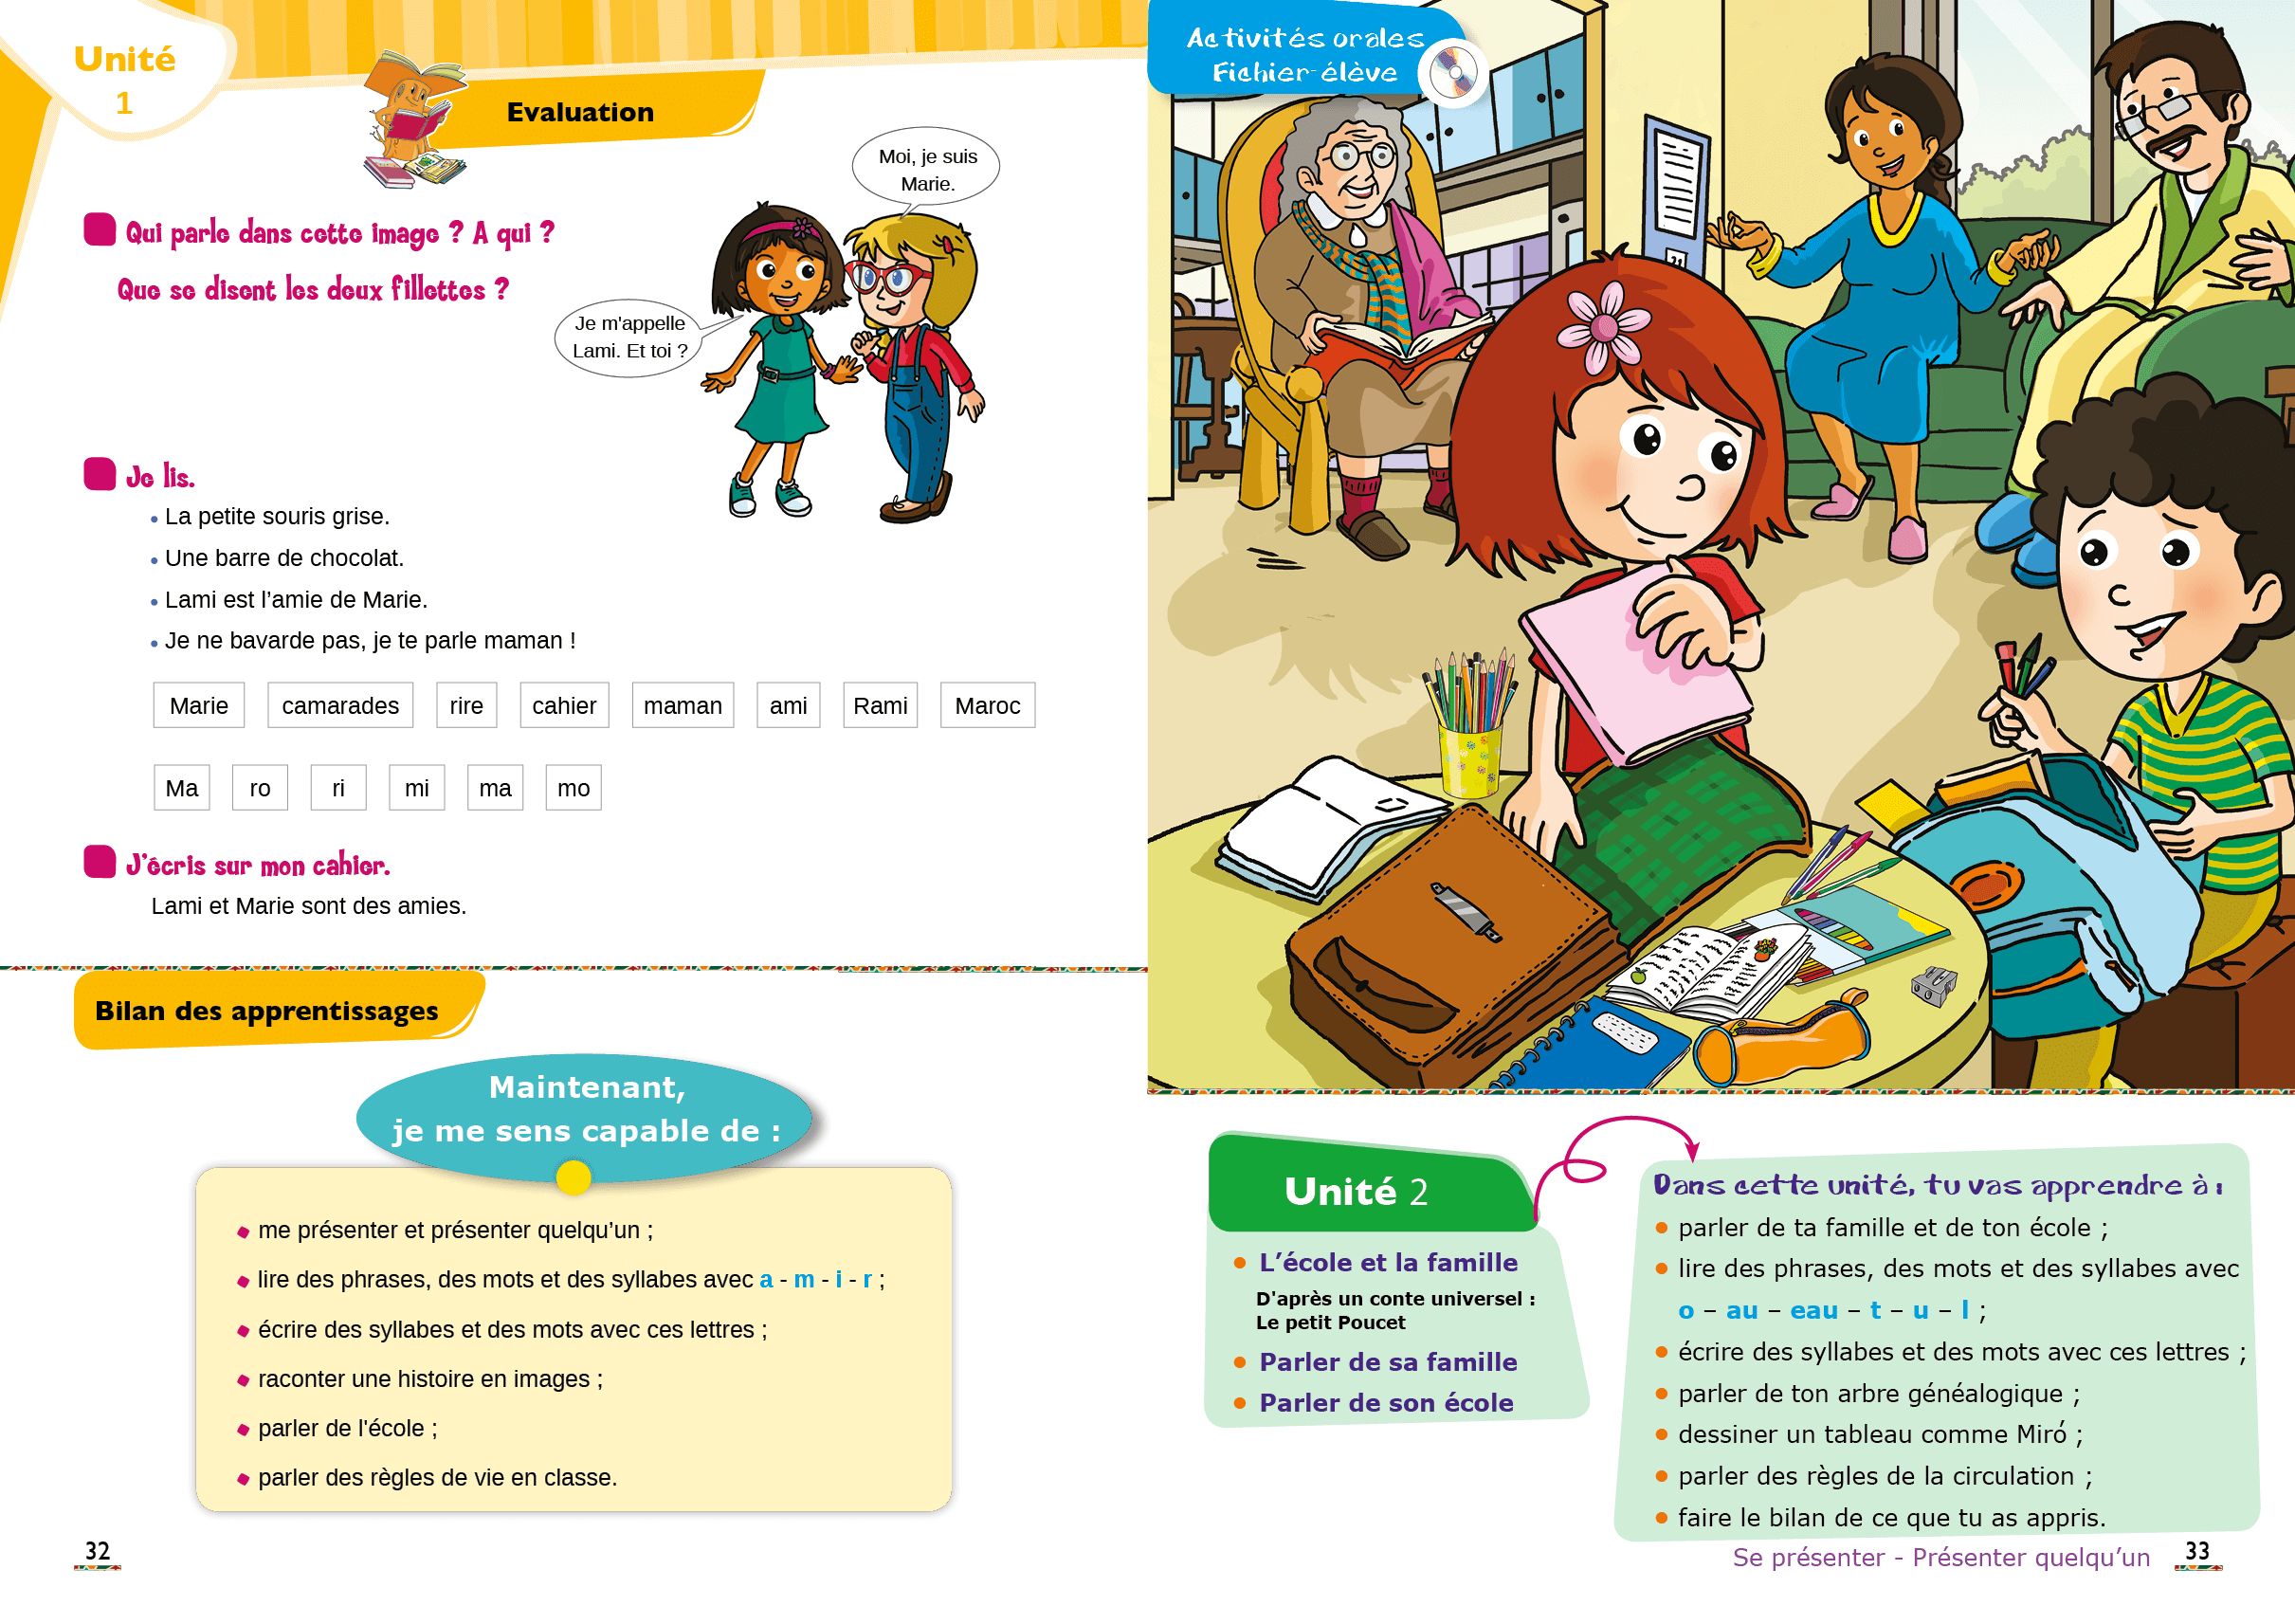 Unité
1
Evaluation
Moi, je suis
Marie.
Qui parle dans cette image ? A qui ?
Que se disent les deux fillettes ?
Je m'appelle
Lami. Et toi ?
Je lis.
• La petite souris grise.
• Une barre de chocolat.
• Lami est l’amie de Marie.
• Je ne bavarde pas, je te parle maman !
Marie camarades rire cahier maman ami Rami Maroc
Ma ro ri mi ma mo
J’écris sur mon cahier.
Lami et Marie sont des amies.
Bilan des apprentissages
Maintenant,
je me sens capable de :
me présenter et présenter quelqu’un ;
lire des phrases, des mots et des syllabes avec a - m - i - r ;
écrire des syllabes et des mots avec ces lettres ;
raconter une histoire en images ;
parler de l'école ;
parler des règles de vie en classe.
32
Activités orales
Fichier-élève
Unité 2
• L’école et la famille
D'après un conte universel :
Le petit Poucet
• Parler de sa famille
• Parler de son école
Dans cette unité, tu vas apprendre à :
• parler de ta famille et de ton école ;
• lire des phrases, des mots et des syllabes avec
o – au – eau – t – u – l ;
• écrire des syllabes et des mots avec ces lettres ;
• parler de ton arbre généalogique ;
• dessiner un tableau comme Miró ;
• parler des règles de la circulation ;
• faire le bilan de ce que tu as appris.
Se présenter - Présenter quelqu’un
33